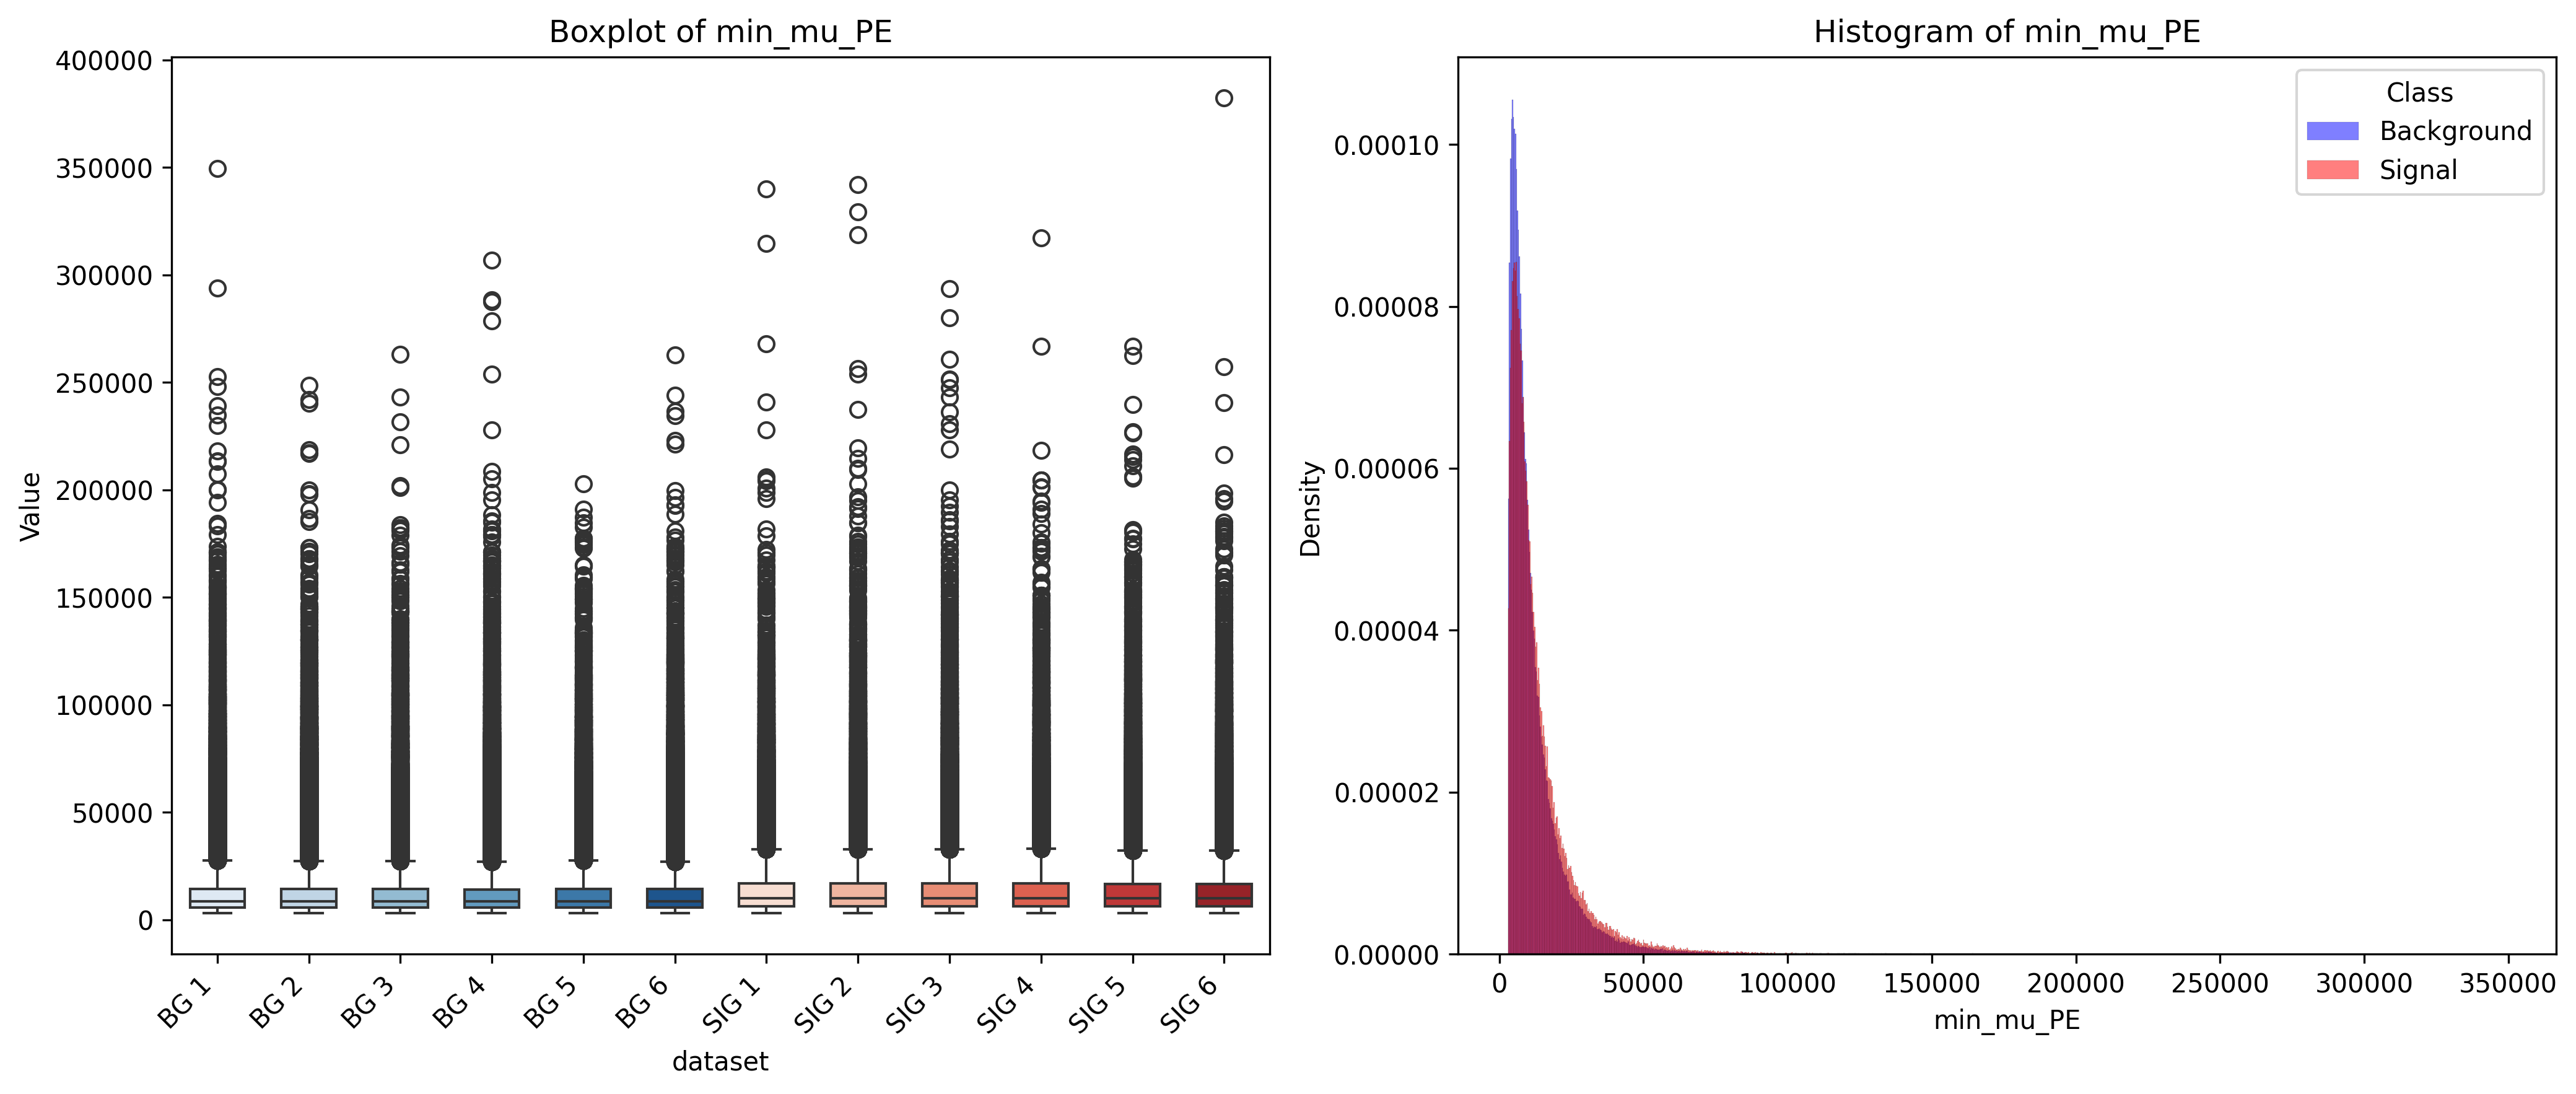 Boxplot of min_mu_PE
400000
350000
300000
250000
200000
150000
100000
50000
0
Value
BG 1
BG 2
BG 3
BG 4
BG 5
BG 6
SIG 1
SIG 2
SIG 3
SIG 4
SIG 5
SIG 6
dataset
Histogram of min_mu_PE
Class
Background
Signal
0.00010
0.00008
0.00006
0.00004
0.00002
0.00000
Density
0
50000
100000
150000
200000
250000
300000
350000
min_mu_PE